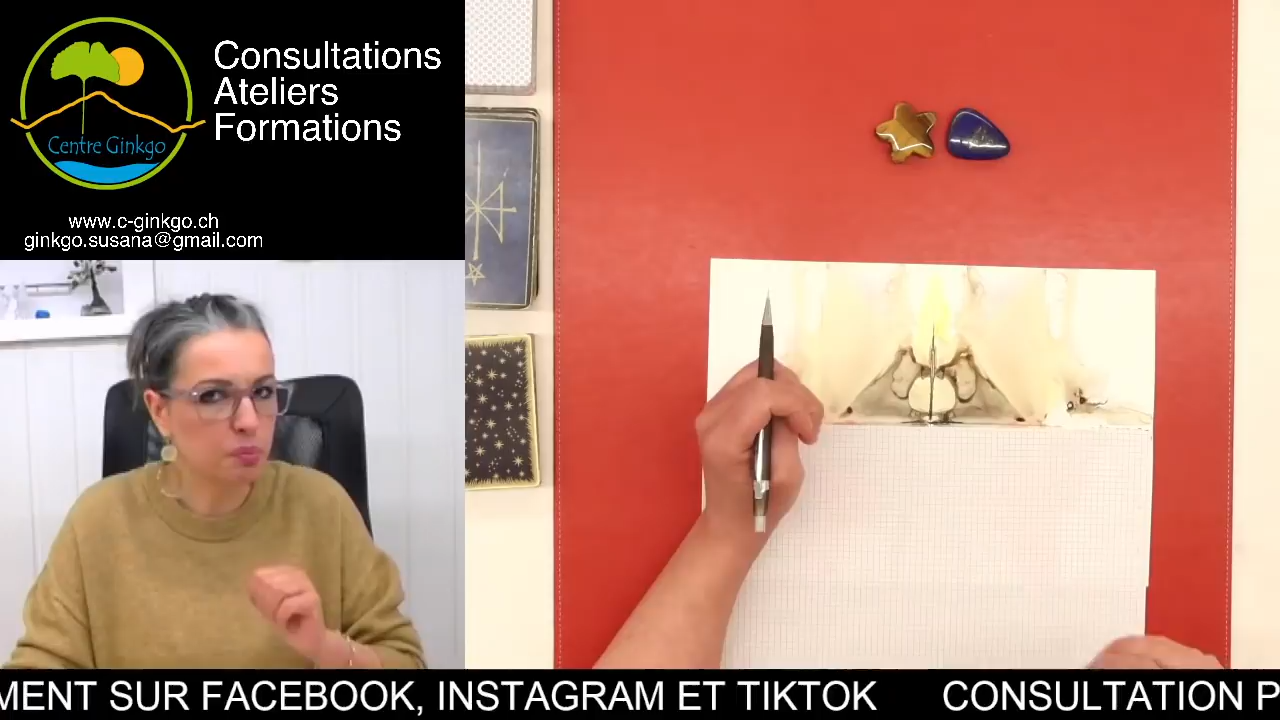 Consultations
Ateliers
Formations
Centre Ginkgo
www.c-ginkgo.ch
ginkgo.susana@gmail.com
MENT SUR FACEBOOK, INSTAGRAM ET TIKTOK CONSULTATION P